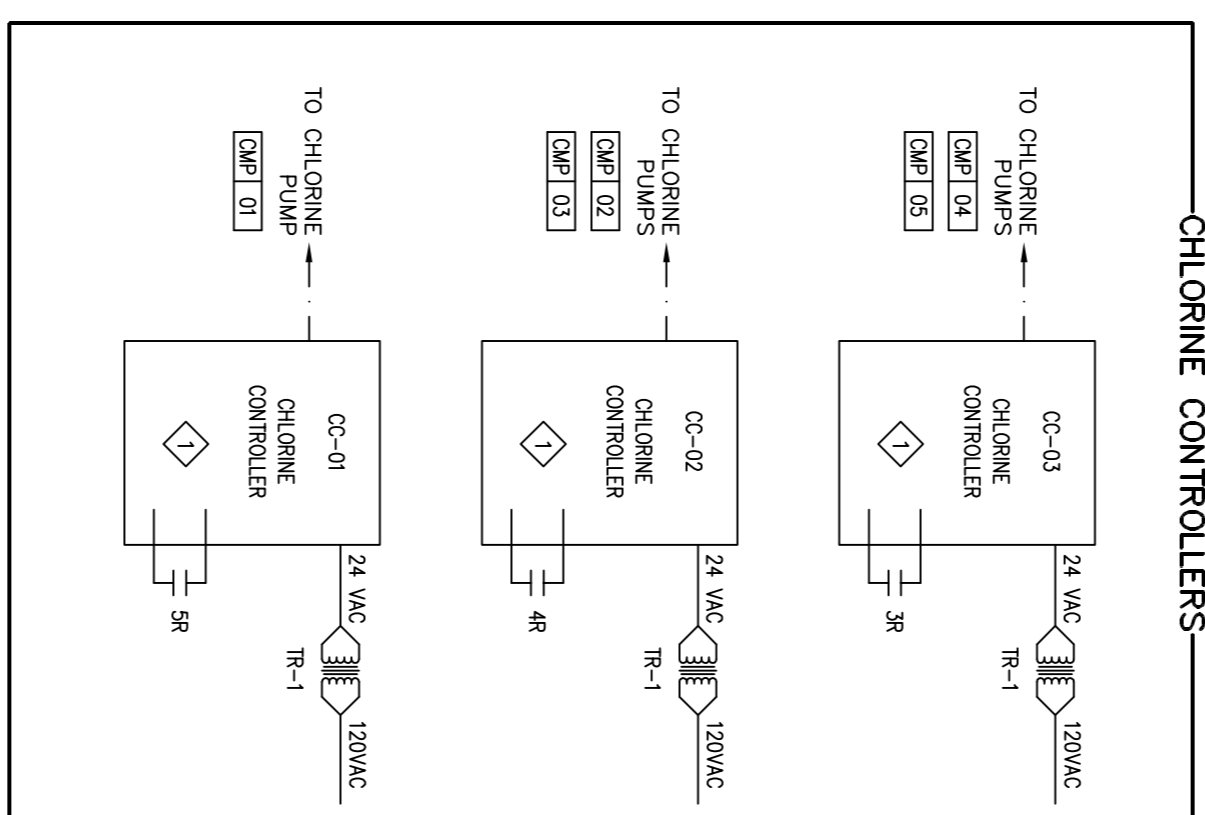 CHLORINE CONTROLLERS
TO CHLORINE
PUMPS
CMP 04
CMP 05
CC-03
CHLORINE
CONTROLLER
1
24 VAC
TR-1
120VAC
3R
TO CHLORINE
PUMPS
CMP 02
CMP 03
CC-02
CHLORINE
CONTROLLER
1
24 VAC
TR-1
120VAC
4R
TO CHLORINE
PUMP
CMP 01
CC-01
CHLORINE
CONTROLLER
1
24 VAC
TR-1
120VAC
5R